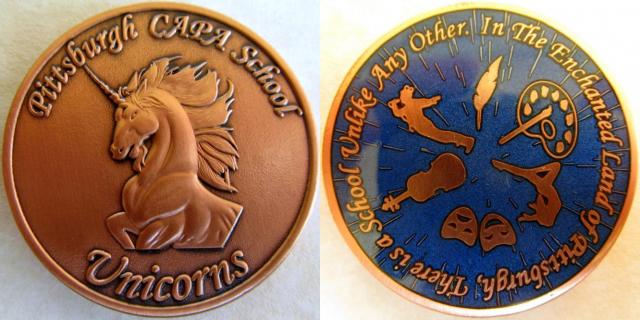 Pittsburgh CAPA School
Unicorns
In The Enchanted Land of Pittsburgh, There is a School Unlike Any Other.